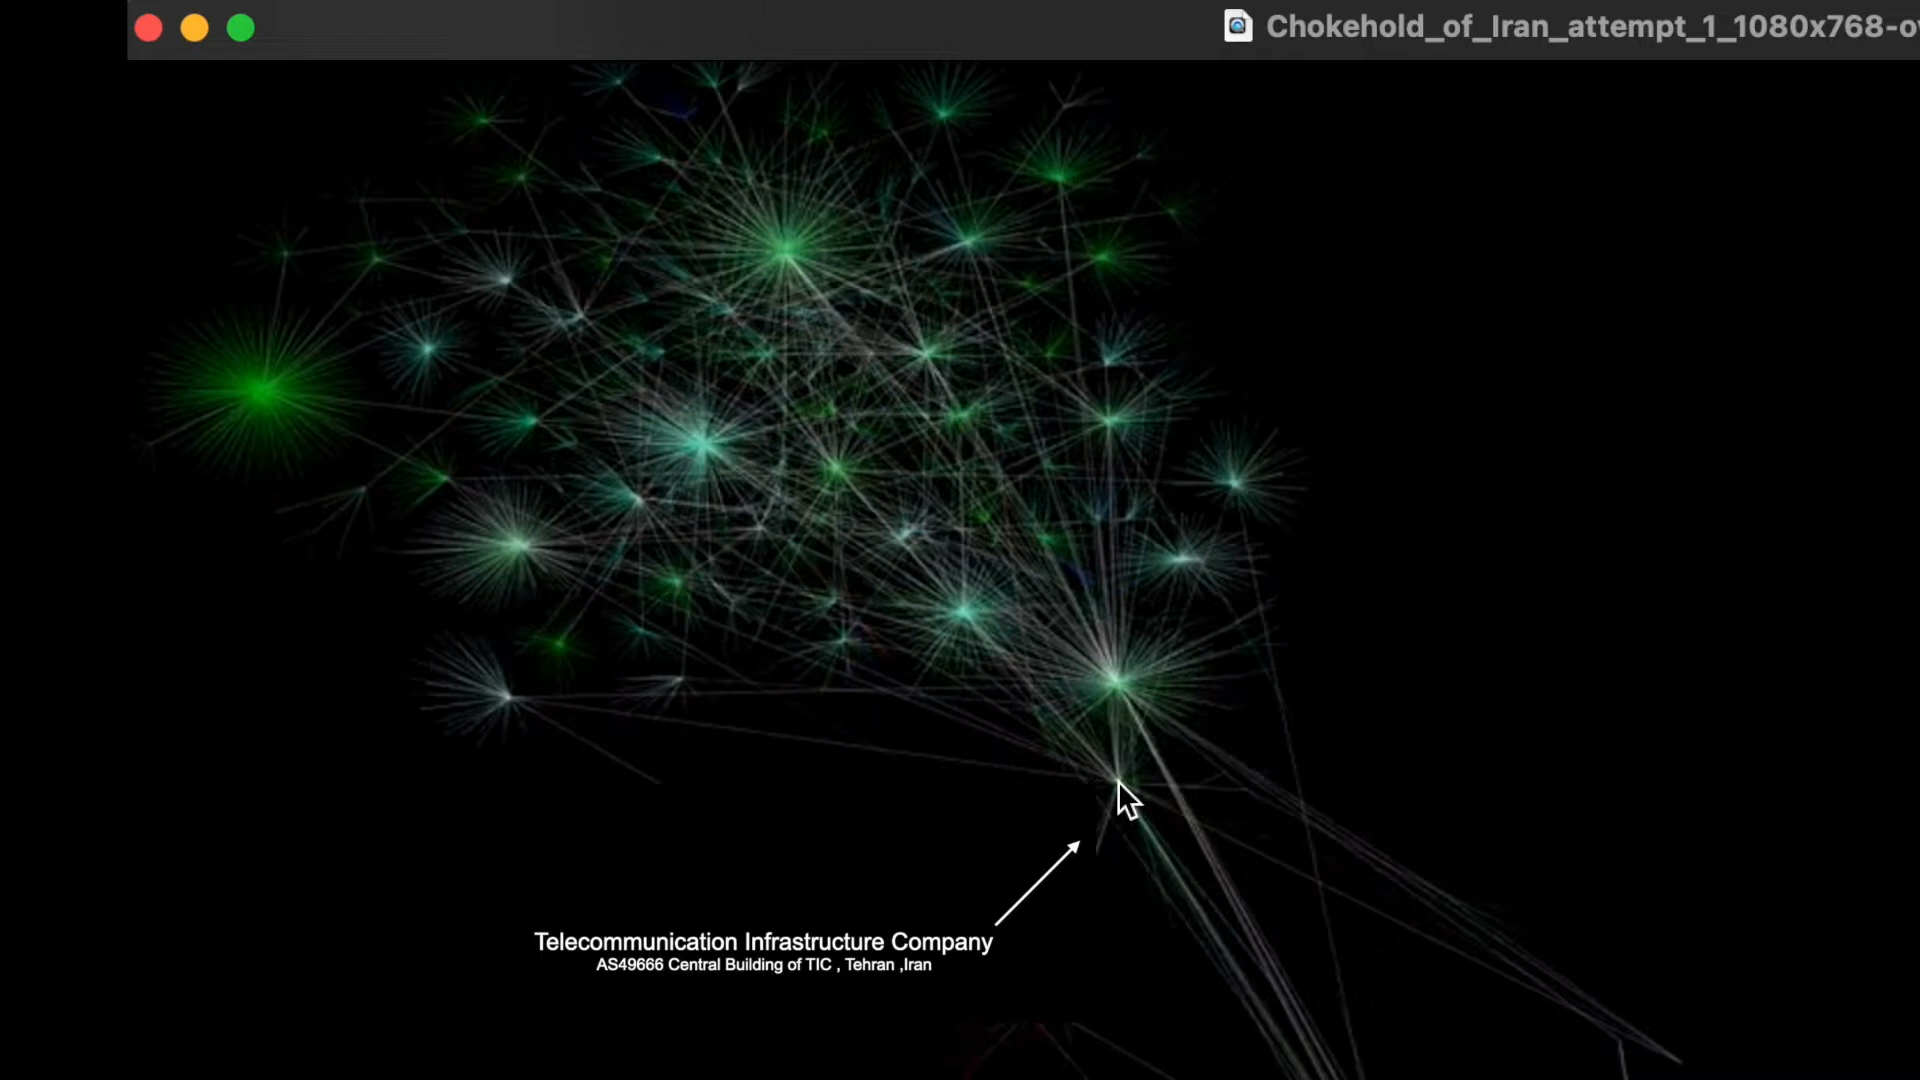 Chokehold_of_Iran_attempt_1_1080x768-o
Telecommunication Infrastructure Company
AS49666 Central Building of TIC , Tehran ,Iran